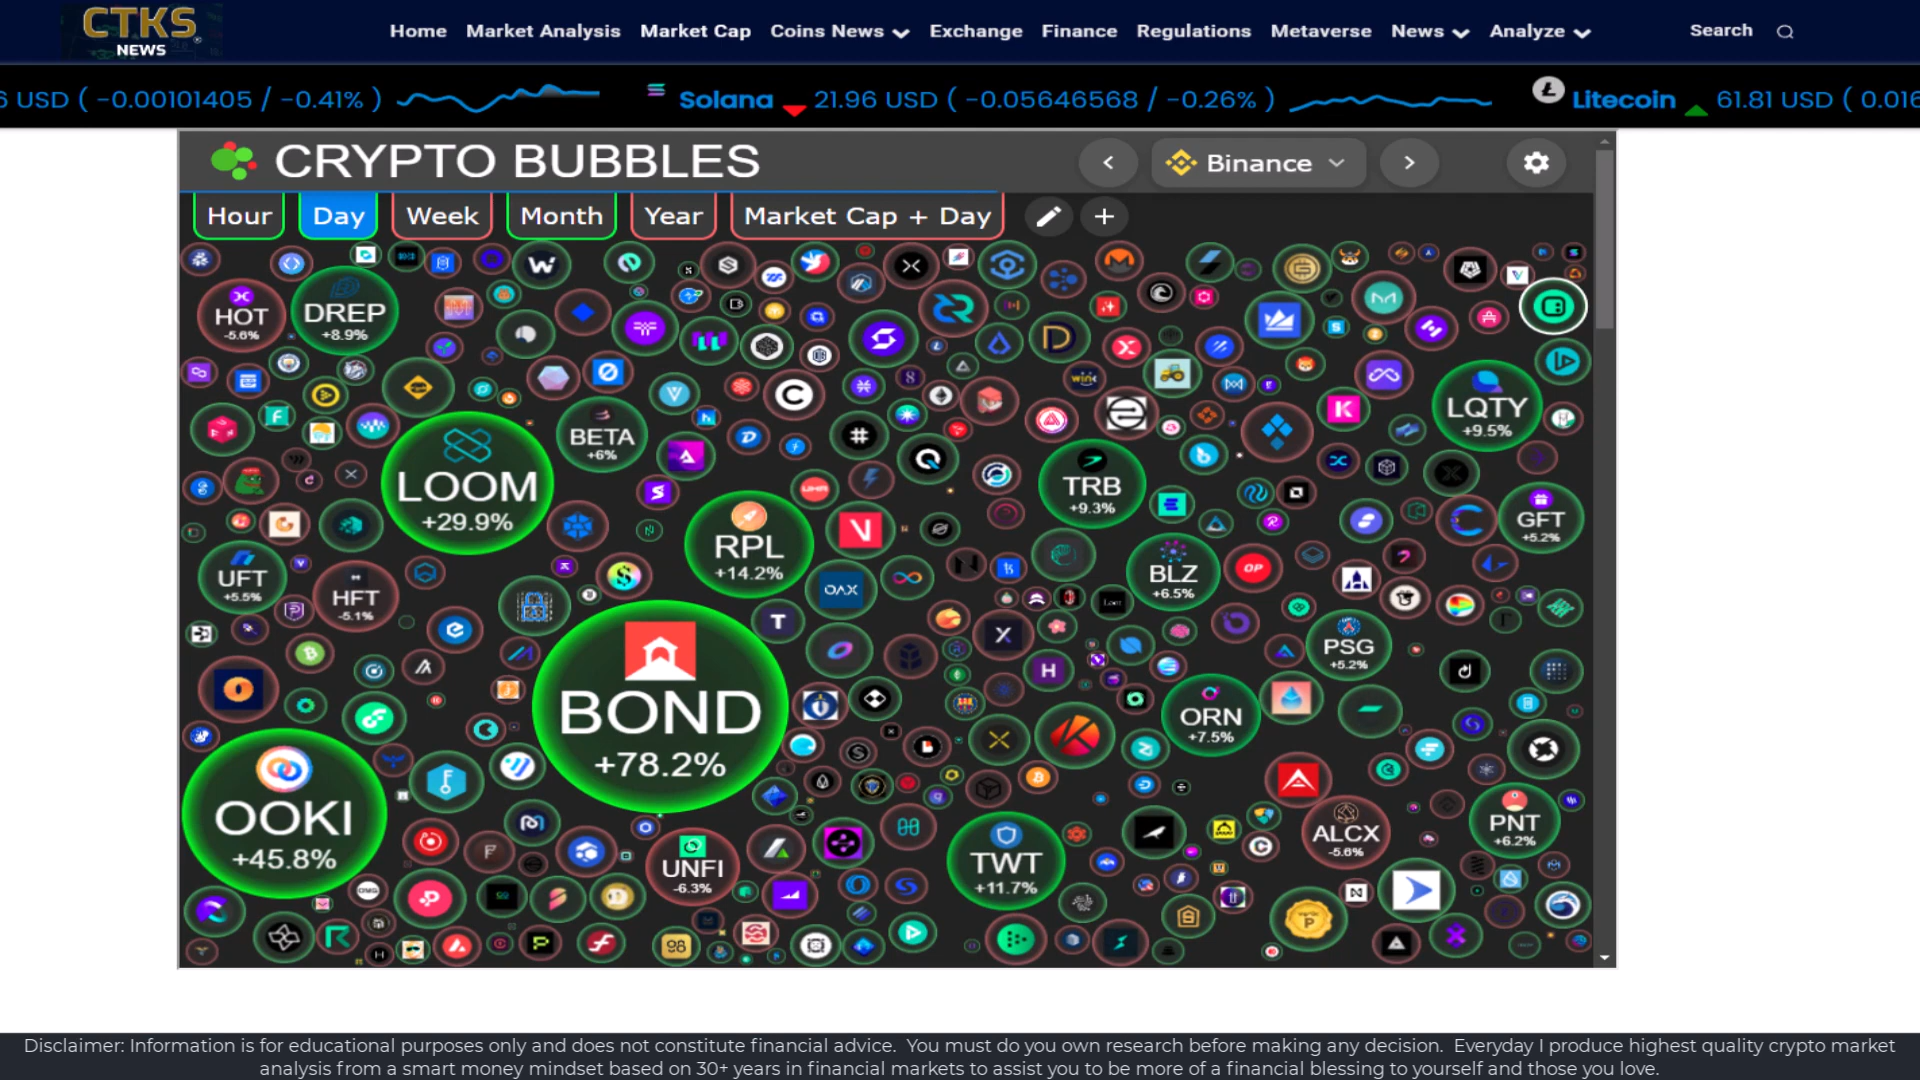 CTKS
NEWS
Home Market Analysis Market Cap Coins News Exchange Finance Regulations Metaverse News Analyze Search
6 USD ( −0.00101405 / −0.41% ) Solana 21.96 USD ( −0.05646568 / −0.26% ) Litecoin 61.81 USD ( 0.016
CRYPTO BUBBLES
Binance
Hour Day Week Month Year Market Cap + Day
HOT
-5.6%
DREP
+8.9%
LQTY
+9.5%
BETA
+6%
LOOM
+29.9%
TRB
+9.3%
GFT
+5.2%
RPL
+14.2%
UFT
+5.5%
HFT
-5.1%
BLZ
+6.5%
OAX
PSG
+5.2%
BOND
+78.2%
ORN
+7.5%
OOKI
+45.8%
UNFI
-6.3%
TWT
+11.7%
ALCX
-5.6%
PNT
+6.2%
Disclaimer: Information is for educational purposes only and does not constitute financial advice. You must do you own research before making any decision. Everyday I produce highest quality crypto market
analysis from a smart money mindset based on 30+ years in financial markets to assist you to be more of a financial blessing to yourself and those you love.